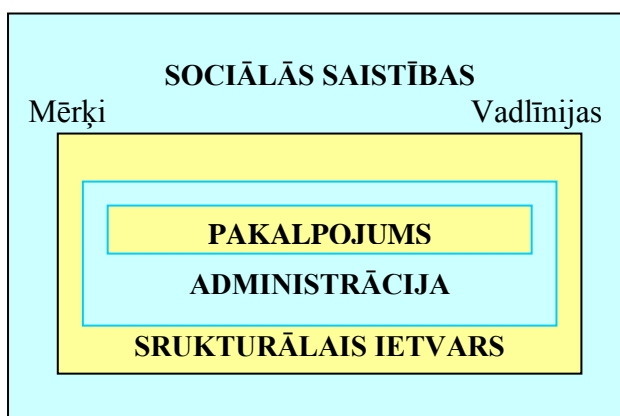 SOCIĀLĀS SAISTĪBAS
Mērķi Vadlīnijas
PAKALPOJUMS
ADMINISTRĀCIJA
SRUKTURĀLAIS IETVARS